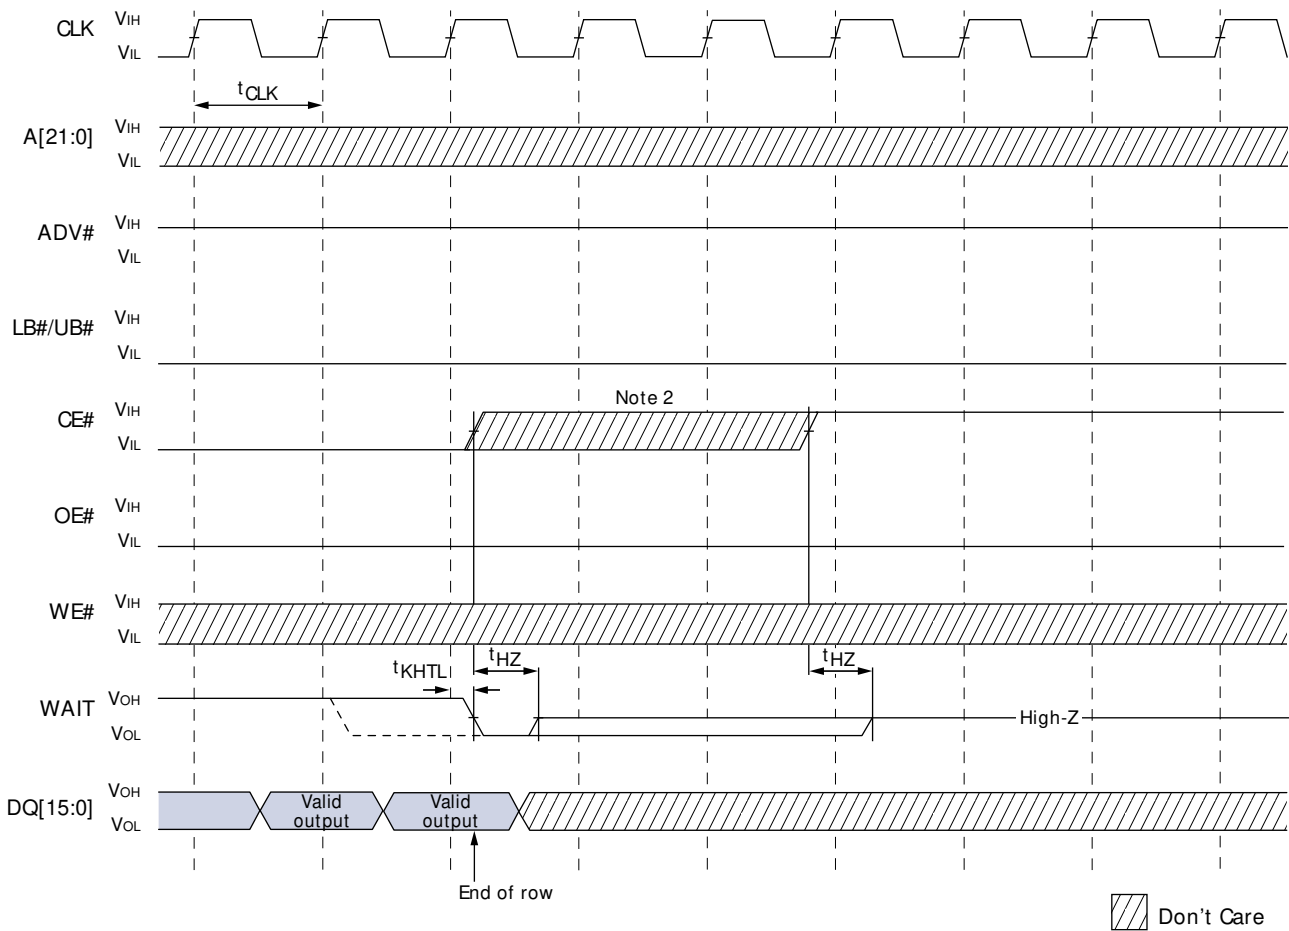 CLK
VIH
VIL
tCLK
A[21:0]
VIH
VIL
ADV#
VIH
VIL
LB#/UB#
VIH
VIL
CE#
VIH
VIL
Note 2
OE#
VIH
VIL
WE#
VIH
VIL
tKHTL
tHZ
tHZ
WAIT
VOH
VOL
High-Z
DQ[15:0]
VOH
VOL
Valid
output
Valid
output
End of row
Don't Care